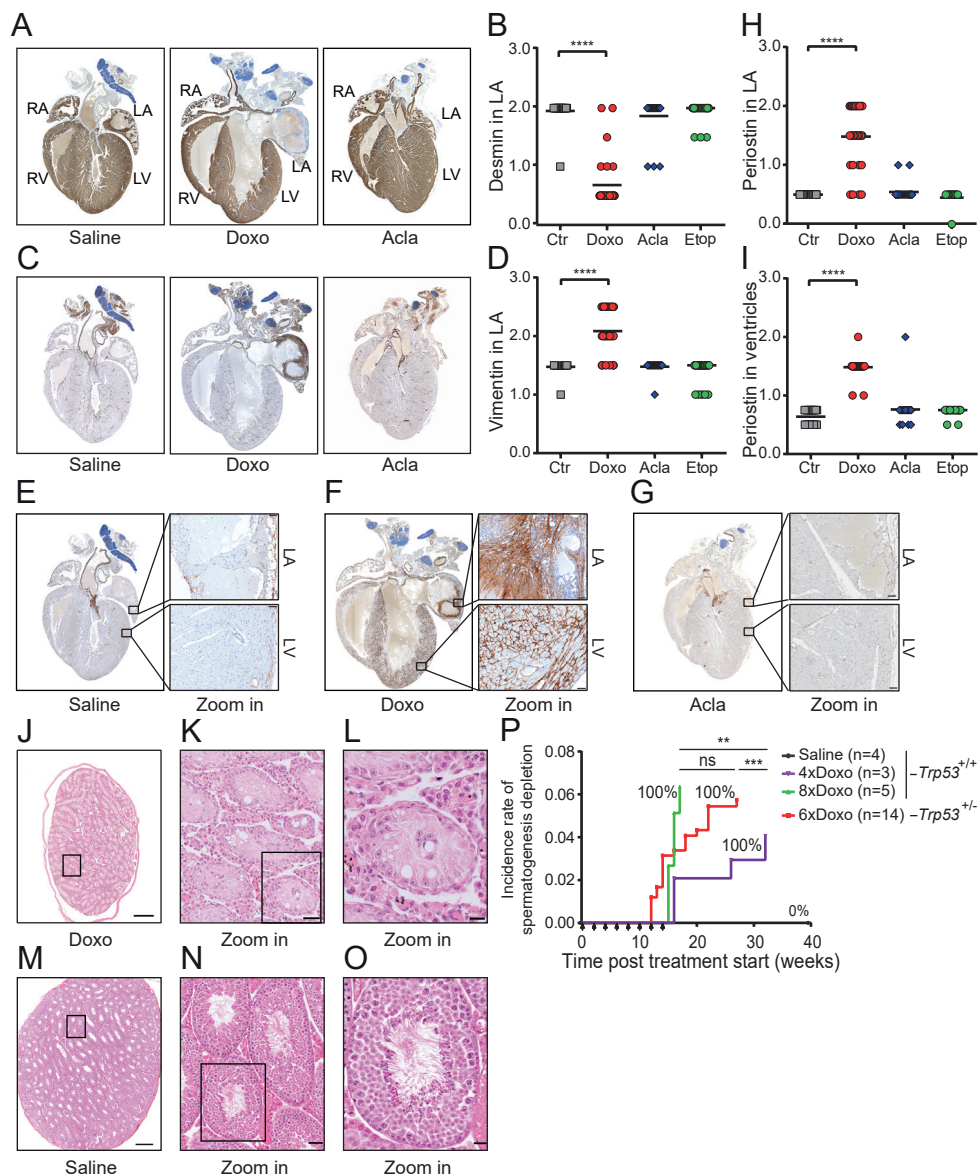 A
RA
LA
RV
LV
Saline
RA
LA
RV
LV
Doxo
RA
LA
RV
LV
Acla
B
****
Desmin in LA
3.0
2.0
1.0
0.0
Ctr Doxo Acla Etop
H
****
Periostin in LA
3.0
2.0
1.0
0.0
Ctr Doxo Acla Etop
C
Saline
Doxo
Acla
D
****
Vimentin in LA
3.0
2.0
1.0
0.0
Ctr Doxo Acla Etop
I
****
Periostin in ventricles
3.0
2.0
1.0
0.0
Ctr Doxo Acla Etop
E
LA
LV
Saline Zoom in
F
LA
LV
Doxo Zoom in
G
LA
LV
Acla Zoom in
J
Doxo
K
Zoom in
L
Zoom in
P
Incidence rate of
spermatogenesis depletion
0.08
0.06
0.04
0.02
0.00
0 10 20 30 40
Time post treatment start (weeks)
**
ns
***
100%
100%
100%
0%
Saline (n=4)
4xDoxo (n=3)
8xDoxo (n=5)
–Trp53+/+
6xDoxo (n=14) –Trp53+/-
M
Saline
N
Zoom in
O
Zoom in